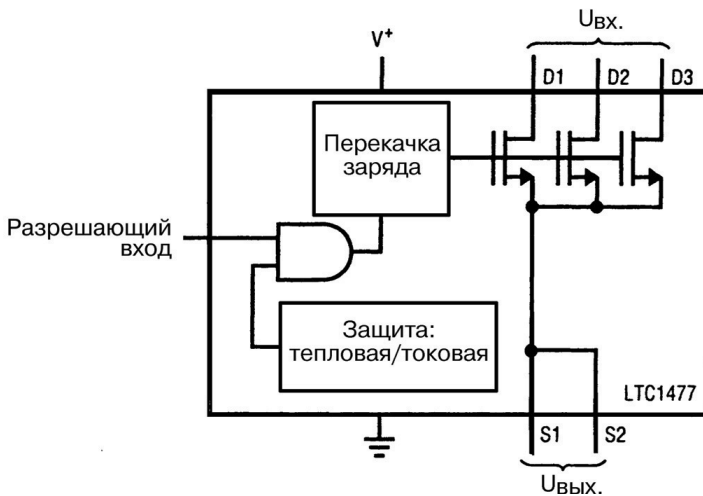 UВХ.
V+
D1 D2 D3
Перекачка
заряда
Разрешающий
вход
Защита:
тепловая/токовая
LTC1477
S1 S2
UВЫХ.